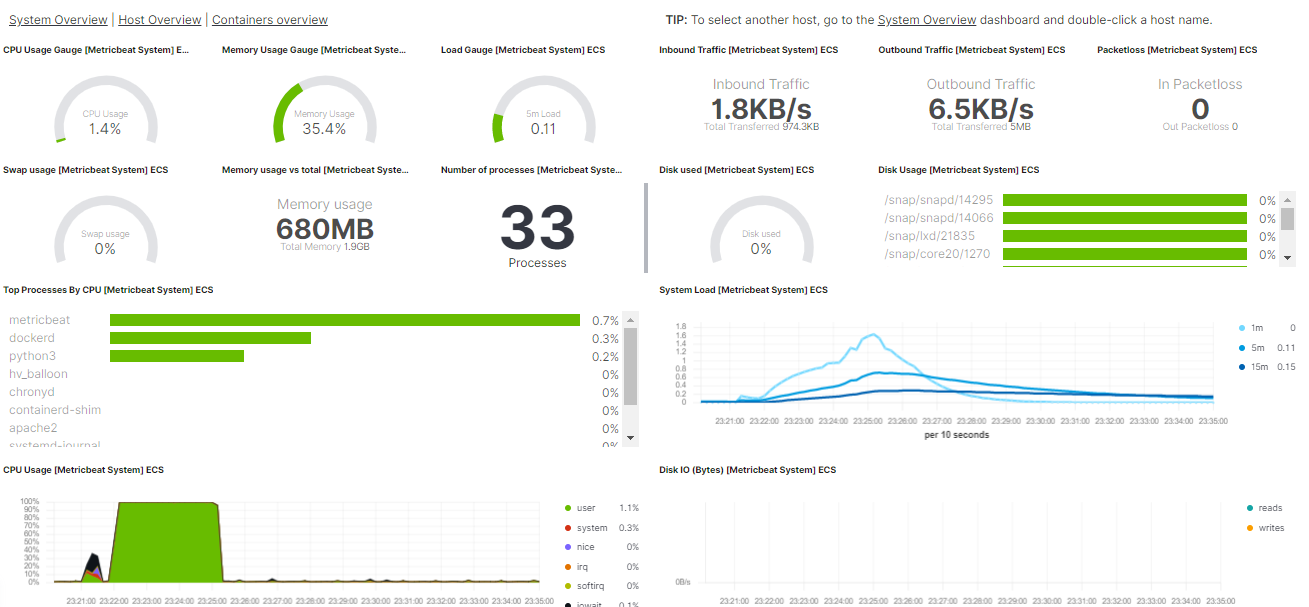 System Overview | Host Overview | Containers overview
TIP: To select another host, go to the System Overview dashboard and double-click a host name.
CPU Usage Gauge [Metricbeat System] E...
Memory Usage Gauge [Metricbeat Syste...
Load Gauge [Metricbeat System] ECS
Inbound Traffic [Metricbeat System] ECS
Outbound Traffic [Metricbeat System] ECS
Packetloss [Metricbeat System] ECS
CPU Usage
1.4%
Memory Usage
35.4%
5m Load
0.11
Inbound Traffic
1.8KB/s
Total Transferred 974.3KB
Outbound Traffic
6.5KB/s
Total Transferred 5MB
In Packetloss
0
Out Packetloss 0
Swap usage [Metricbeat System] ECS
Memory usage vs total [Metricbeat Syste...
Number of processes [Metricbeat Syste...
Disk used [Metricbeat System] ECS
Disk Usage [Metricbeat System] ECS
Swap usage
0%
Memory usage
680MB
Total Memory 1.9GB
33
Processes
Disk used
0%
/snap/snapd/14295 0%
/snap/snapd/14066 0%
/snap/lxd/21835 0%
/snap/core20/1270 0%
Top Processes By CPU [Metricbeat System] ECS
metricbeat 0.7%
dockerd 0.3%
python3 0.2%
hv_balloon 0%
chronyd 0%
containerd-shim 0%
apache2 0%
systemd-journal 0%
System Load [Metricbeat System] ECS
1.8
1.6
1.4
1.2
1
0.8
0.6
0.4
0.2
0
23:21:00 23:22:00 23:23:00 23:24:00 23:25:00 23:26:00 23:27:00 23:28:00 23:29:00 23:30:00 23:31:00 23:32:00 23:33:00 23:34:00 23:35:00
per 10 seconds
1m 0
5m 0.11
15m 0.15
CPU Usage [Metricbeat System] ECS
100%
90%
80%
70%
60%
50%
40%
30%
20%
10%
0%
23:21:00 23:22:00 23:23:00 23:24:00 23:25:00 23:26:00 23:27:00 23:28:00 23:29:00 23:30:00 23:31:00 23:32:00 23:33:00 23:34:00 23:35:00
user 1.1%
system 0.3%
nice 0%
irq 0%
softirq 0%
iowait 0.1%
Disk IO (Bytes) [Metricbeat System] ECS
0B/s
23:21:00 23:22:00 23:23:00 23:24:00 23:25:00 23:26:00 23:27:00 23:28:00 23:29:00 23:30:00 23:31:00 23:32:00 23:33:00 23:34:00 23:35:00
reads
writes